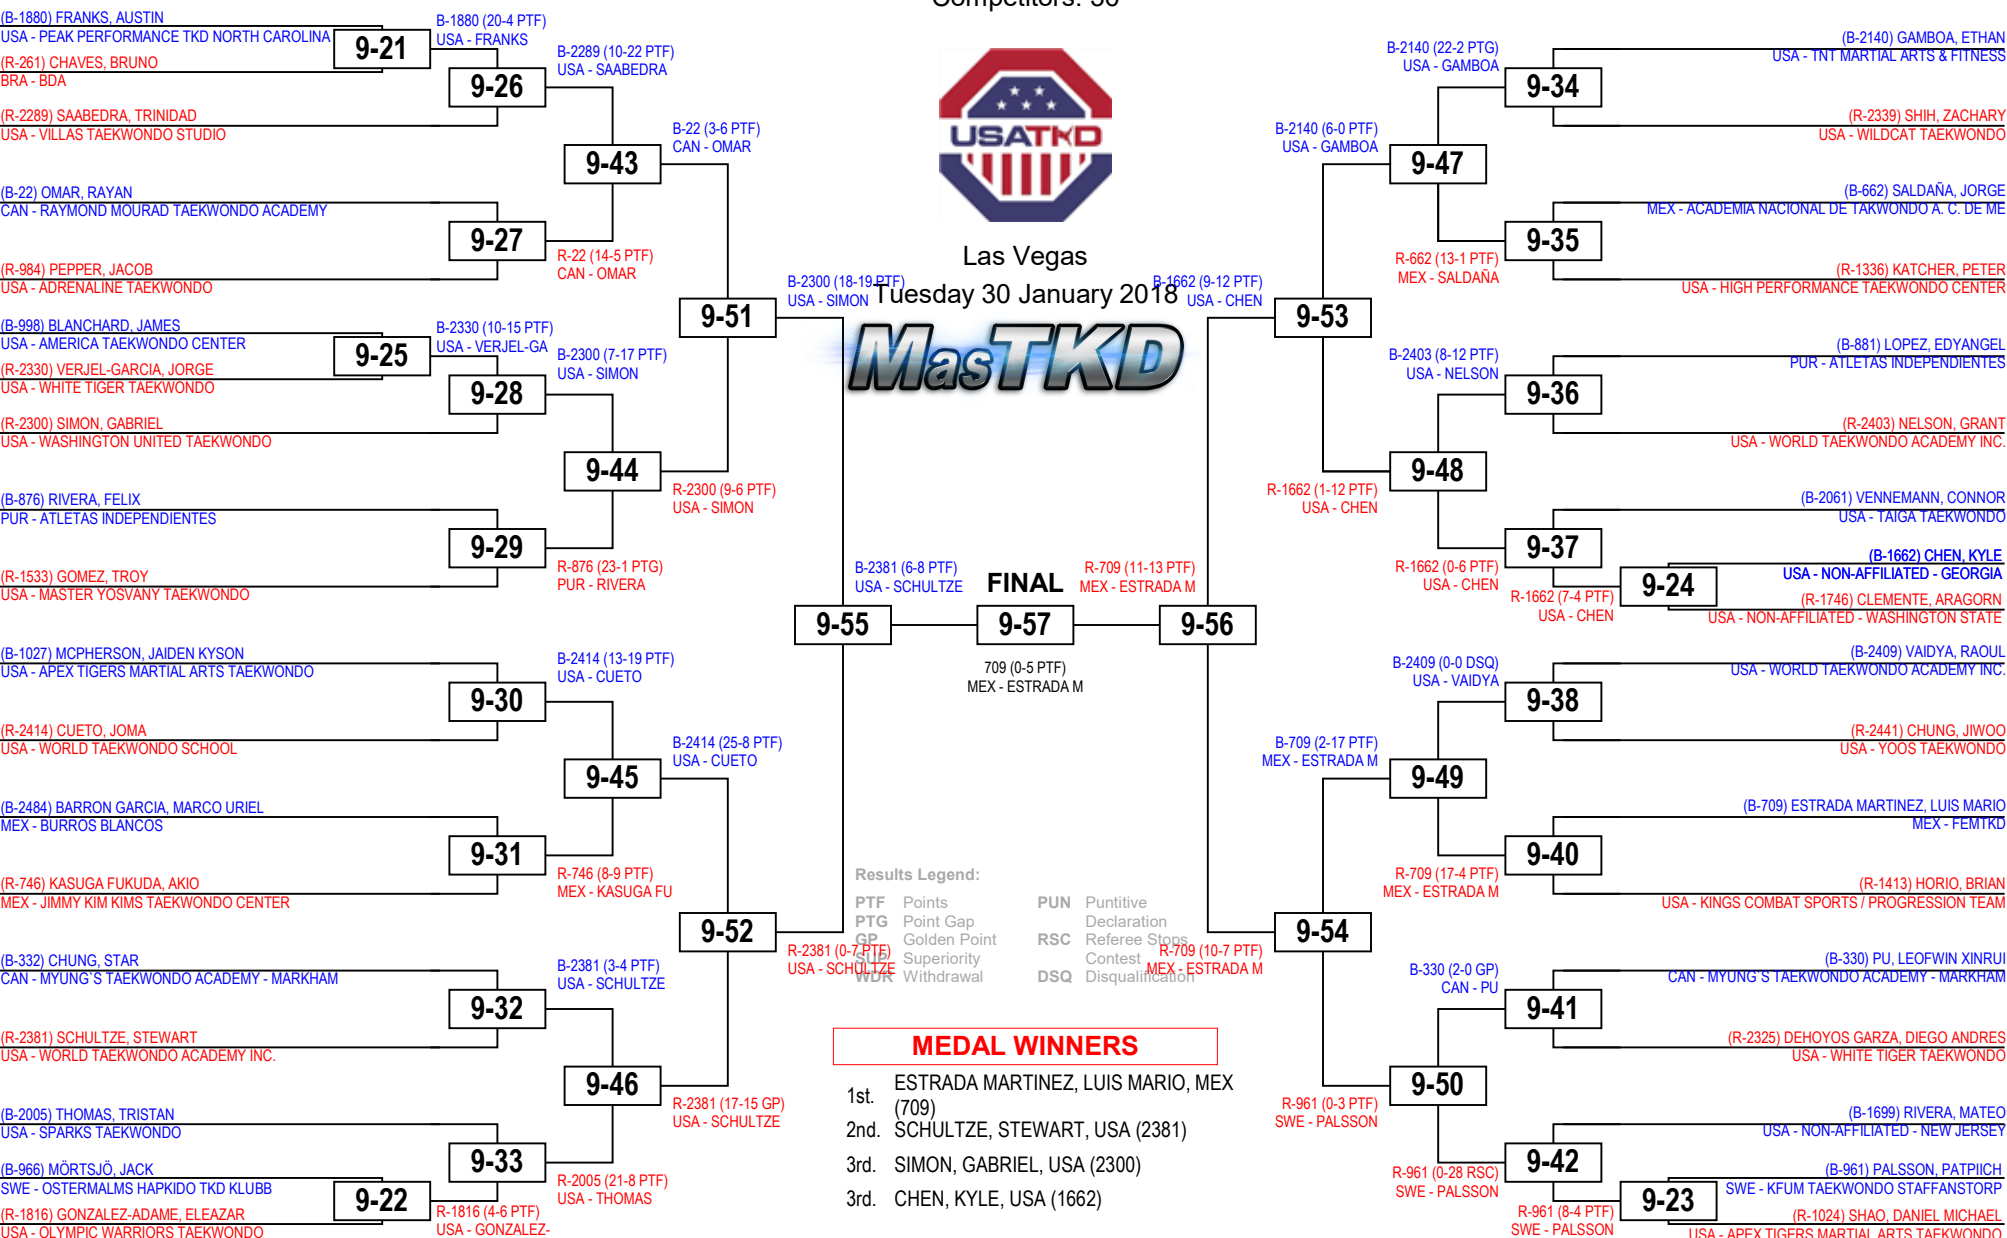 Competitors: 56
(B-1880) FRANKS, AUSTIN
USA - PEAK PERFORMANCE TKD NORTH CAROLINA
(R-261) CHAVES, BRUNO
BRA - BDA
9-21
B-1880 (20-4 PTF)
USA - FRANKS
(R-2289) SAABEDRA, TRINIDAD
USA - VILLAS TAEKWONDO STUDIO
9-26
B-2289 (10-22 PTF)
USA - SAABEDRA
(B-22) OMAR, RAYAN
CAN - RAYMOND MOURAD TAEKWONDO ACADEMY
(R-984) PEPPER, JACOB
USA - ADRENALINE TAEKWONDO
9-27
R-22 (14-5 PTF)
CAN - OMAR
9-43
B-22 (3-6 PTF)
CAN - OMAR
(B-998) BLANCHARD, JAMES
USA - AMERICA TAEKWONDO CENTER
(R-2330) VERJEL-GARCIA, JORGE
USA - WHITE TIGER TAEKWONDO
9-25
B-2330 (10-15 PTF)
USA - VERJEL-GA
(R-2300) SIMON, GABRIEL
USA - WASHINGTON UNITED TAEKWONDO
9-28
B-2300 (7-17 PTF)
USA - SIMON
(B-876) RIVERA, FELIX
PUR - ATLETAS INDEPENDIENTES
(R-1533) GOMEZ, TROY
USA - MASTER YOSVANY TAEKWONDO
9-29
R-876 (23-1 PTG)
PUR - RIVERA
9-44
R-2300 (9-6 PTF)
USA - SIMON
9-51
B-2300 (18-19 PTF)
USA - SIMON
(B-1027) MCPHERSON, JAIDEN KYSON
USA - APEX TIGERS MARTIAL ARTS TAEKWONDO
(R-2414) CUETO, JOMA
USA - WORLD TAEKWONDO SCHOOL
9-30
B-2414 (13-19 PTF)
USA - CUETO
(B-2484) BARRON GARCIA, MARCO URIEL
MEX - BURROS BLANCOS
(R-746) KASUGA FUKUDA, AKIO
MEX - JIMMY KIM KIMS TAEKWONDO CENTER
9-31
R-746 (8-9 PTF)
MEX - KASUGA FU
9-45
B-2414 (25-8 PTF)
USA - CUETO
(B-332) CHUNG, STAR
CAN - MYUNG`S TAEKWONDO ACADEMY - MARKHAM
(R-2381) SCHULTZE, STEWART
USA - WORLD TAEKWONDO ACADEMY INC.
9-32
B-2381 (3-4 PTF)
USA - SCHULTZE
(B-2005) THOMAS, TRISTAN
USA - SPARKS TAEKWONDO
(B-966) MÖRTSJÖ, JACK
SWE - OSTERMALMS HAPKIDO TKD KLUBB
(R-1816) GONZALEZ-ADAME, ELEAZAR
USA - OLYMPIC WARRIORS TAEKWONDO
9-22
R-1816 (4-6 PTF)
USA - GONZALEZ-
9-33
R-2005 (21-8 PTF)
USA - THOMAS
9-46
R-2381 (17-15 GP)
USA - SCHULTZE
9-52
R-2381 (0-7 PTF)
USA - SCHULTZE
9-55
B-2381 (6-8 PTF)
USA - SCHULTZE
USATKD
Las Vegas
Tuesday 30 January 2018
MasTKD
FINAL
9-57
709 (0-5 PTF)
MEX - ESTRADA M
R-709 (11-13 PTF)
MEX - ESTRADA M
9-56
B-1662 (9-12 PTF)
USA - CHEN
9-53
B-2140 (6-0 PTF)
USA - GAMBOA
9-47
B-2140 (22-2 PTG)
USA - GAMBOA
9-34
(B-2140) GAMBOA, ETHAN
USA - TNT MARTIAL ARTS & FITNESS
(R-2339) SHIH, ZACHARY
USA - WILDCAT TAEKWONDO
R-662 (13-1 PTF)
MEX - SALDAÑA
9-35
(B-662) SALDAÑA, JORGE
MEX - ACADEMIA NACIONAL DE TAKWONDO A. C. DE ME
(R-1336) KATCHER, PETER
USA - HIGH PERFORMANCE TAEKWONDO CENTER
R-1662 (1-12 PTF)
USA - CHEN
9-48
B-2403 (8-12 PTF)
USA - NELSON
9-36
(B-881) LOPEZ, EDYANGEL
PUR - ATLETAS INDEPENDIENTES
(R-2403) NELSON, GRANT
USA - WORLD TAEKWONDO ACADEMY INC.
R-1662 (0-6 PTF)
USA - CHEN
9-37
(B-2061) VENNEMANN, CONNOR
USA - TAIGA TAEKWONDO
R-1662 (7-4 PTF)
USA - CHEN
9-24
(B-1662) CHEN, KYLE
USA - NON-AFFILIATED - GEORGIA
(R-1746) CLEMENTE, ARAGORN
USA - NON-AFFILIATED - WASHINGTON STATE
R-709 (10-7 PTF)
MEX - ESTRADA M
9-54
B-709 (2-17 PTF)
MEX - ESTRADA M
9-49
B-2409 (0-0 DSQ)
USA - VAIDYA
9-38
(B-2409) VAIDYA, RAOUL
USA - WORLD TAEKWONDO ACADEMY INC.
(R-2441) CHUNG, JIWOO
USA - YOOS TAEKWONDO
R-709 (17-4 PTF)
MEX - ESTRADA M
9-40
(B-709) ESTRADA MARTINEZ, LUIS MARIO
MEX - FEMTKD
(R-1413) HORIO, BRIAN
USA - KINGS COMBAT SPORTS / PROGRESSION TEAM
R-961 (0-3 PTF)
SWE - PALSSON
9-50
B-330 (2-0 GP)
CAN - PU
9-41
(B-330) PU, LEOFWIN XINRUI
CAN - MYUNG`S TAEKWONDO ACADEMY - MARKHAM
(R-2325) DEHOYOS GARZA, DIEGO ANDRES
USA - WHITE TIGER TAEKWONDO
R-961 (0-28 RSC)
SWE - PALSSON
9-42
(B-1699) RIVERA, MATEO
USA - NON-AFFILIATED - NEW JERSEY
R-961 (8-4 PTF)
SWE - PALSSON
9-23
(B-961) PALSSON, PATPIICH
SWE - KFUM TAEKWONDO STAFFANSTORP
(R-1024) SHAO, DANIEL MICHAEL
USA - APEX TIGERS MARTIAL ARTS TAEKWONDO
Results Legend:
PTF Points
PTG Point Gap
GP Golden Point
SUP Superiority
WDR Withdrawal
PUN Puntitive
Declaration
RSC Referee Stops
Contest
DSQ Disqualification
MEDAL WINNERS
1st. ESTRADA MARTINEZ, LUIS MARIO, MEX
(709)
2nd. SCHULTZE, STEWART, USA (2381)
3rd. SIMON, GABRIEL, USA (2300)
3rd. CHEN, KYLE, USA (1662)